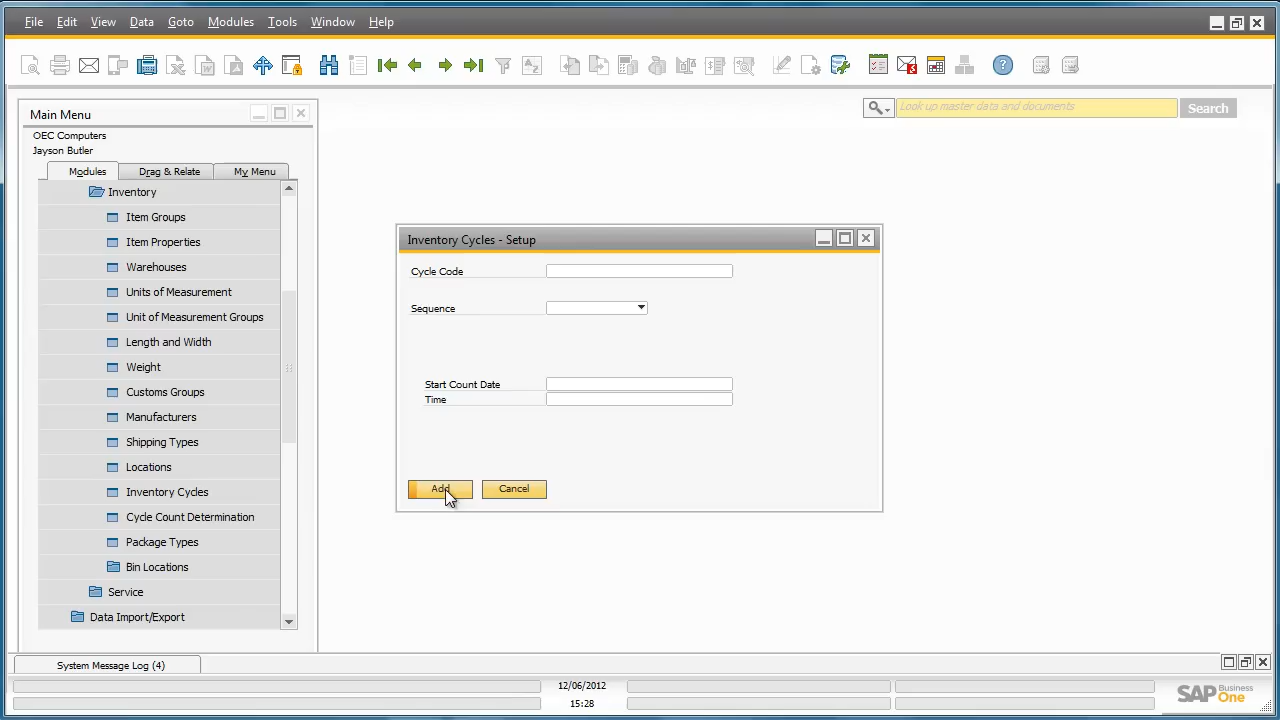 File Edit View Data Goto Modules Tools Window Help
Look up master data and documents
Search
Main Menu
OEC Computers
Jayson Butler
Modules Drag & Relate My Menu
Inventory
Item Groups
Item Properties
Warehouses
Units of Measurement
Unit of Measurement Groups
Length and Width
Weight
Customs Groups
Manufacturers
Shipping Types
Locations
Inventory Cycles
Cycle Count Determination
Package Types
Bin Locations
Service
Data Import/Export
Inventory Cycles - Setup
Cycle Code
Sequence
Start Count Date
Time
Add Cancel
System Message Log (4)
12/06/2012
15:28
SAP Business One